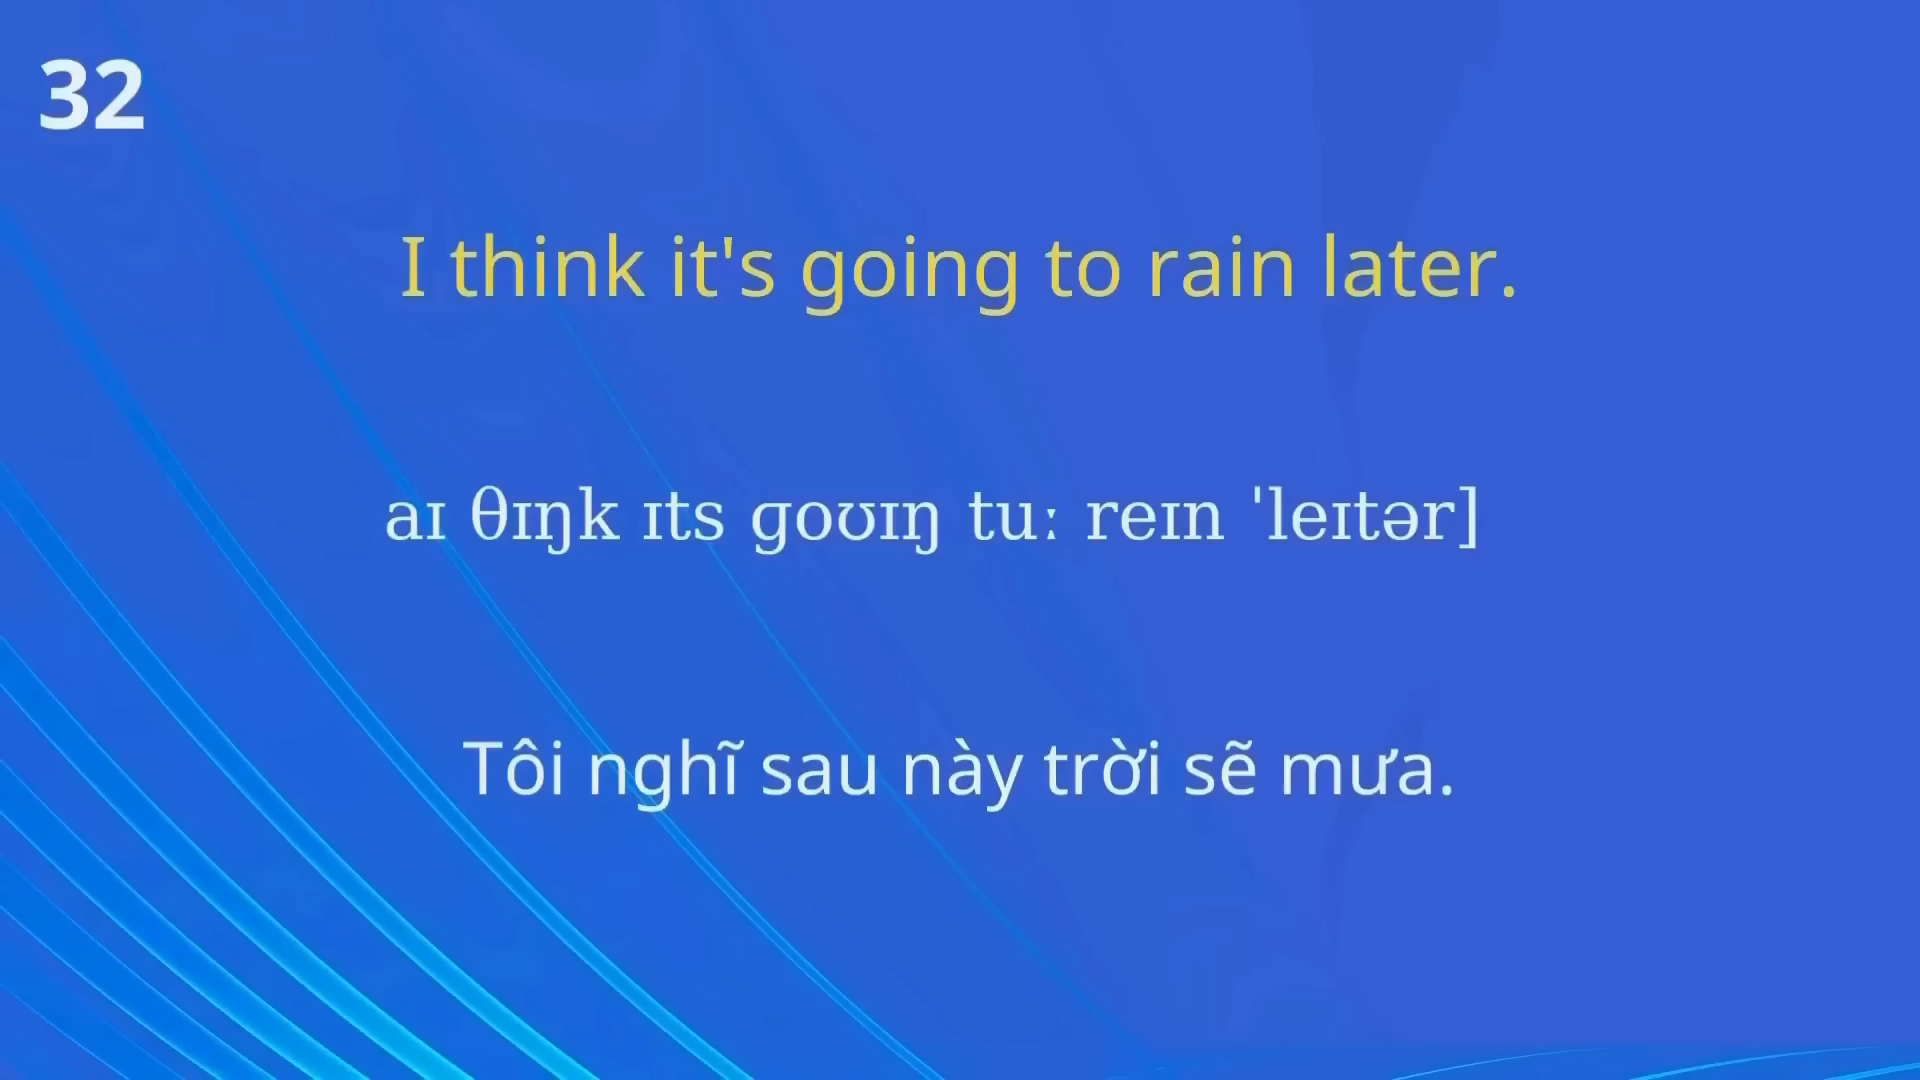 32
I think it's going to rain later.
aɪ θɪŋk ɪts ɡoʊɪŋ tuː reɪn ˈleɪtər]
Tôi nghĩ sau này trời sẽ mưa.